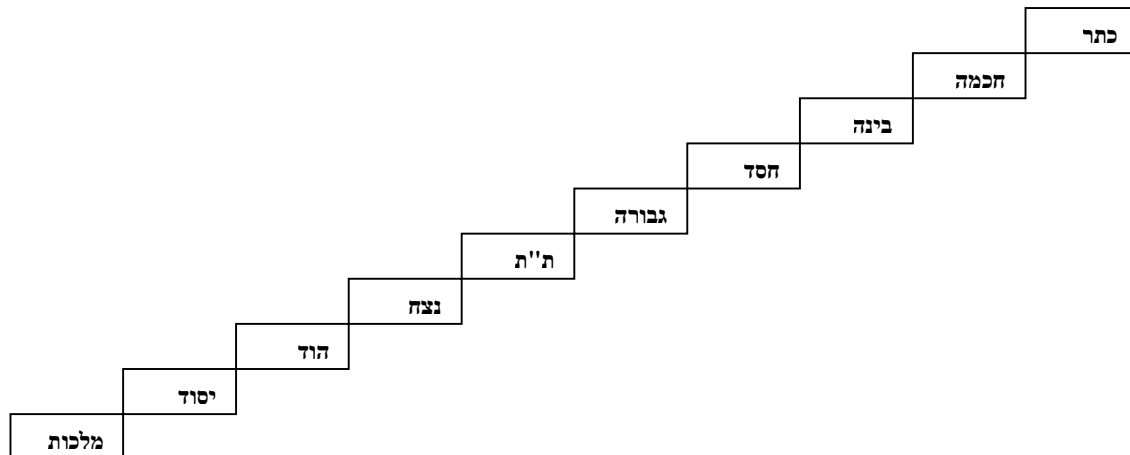 כתר
חכמה
בינה
חסד
גבורה
ת"ת
נצח
הוד
יסוד
מלכות